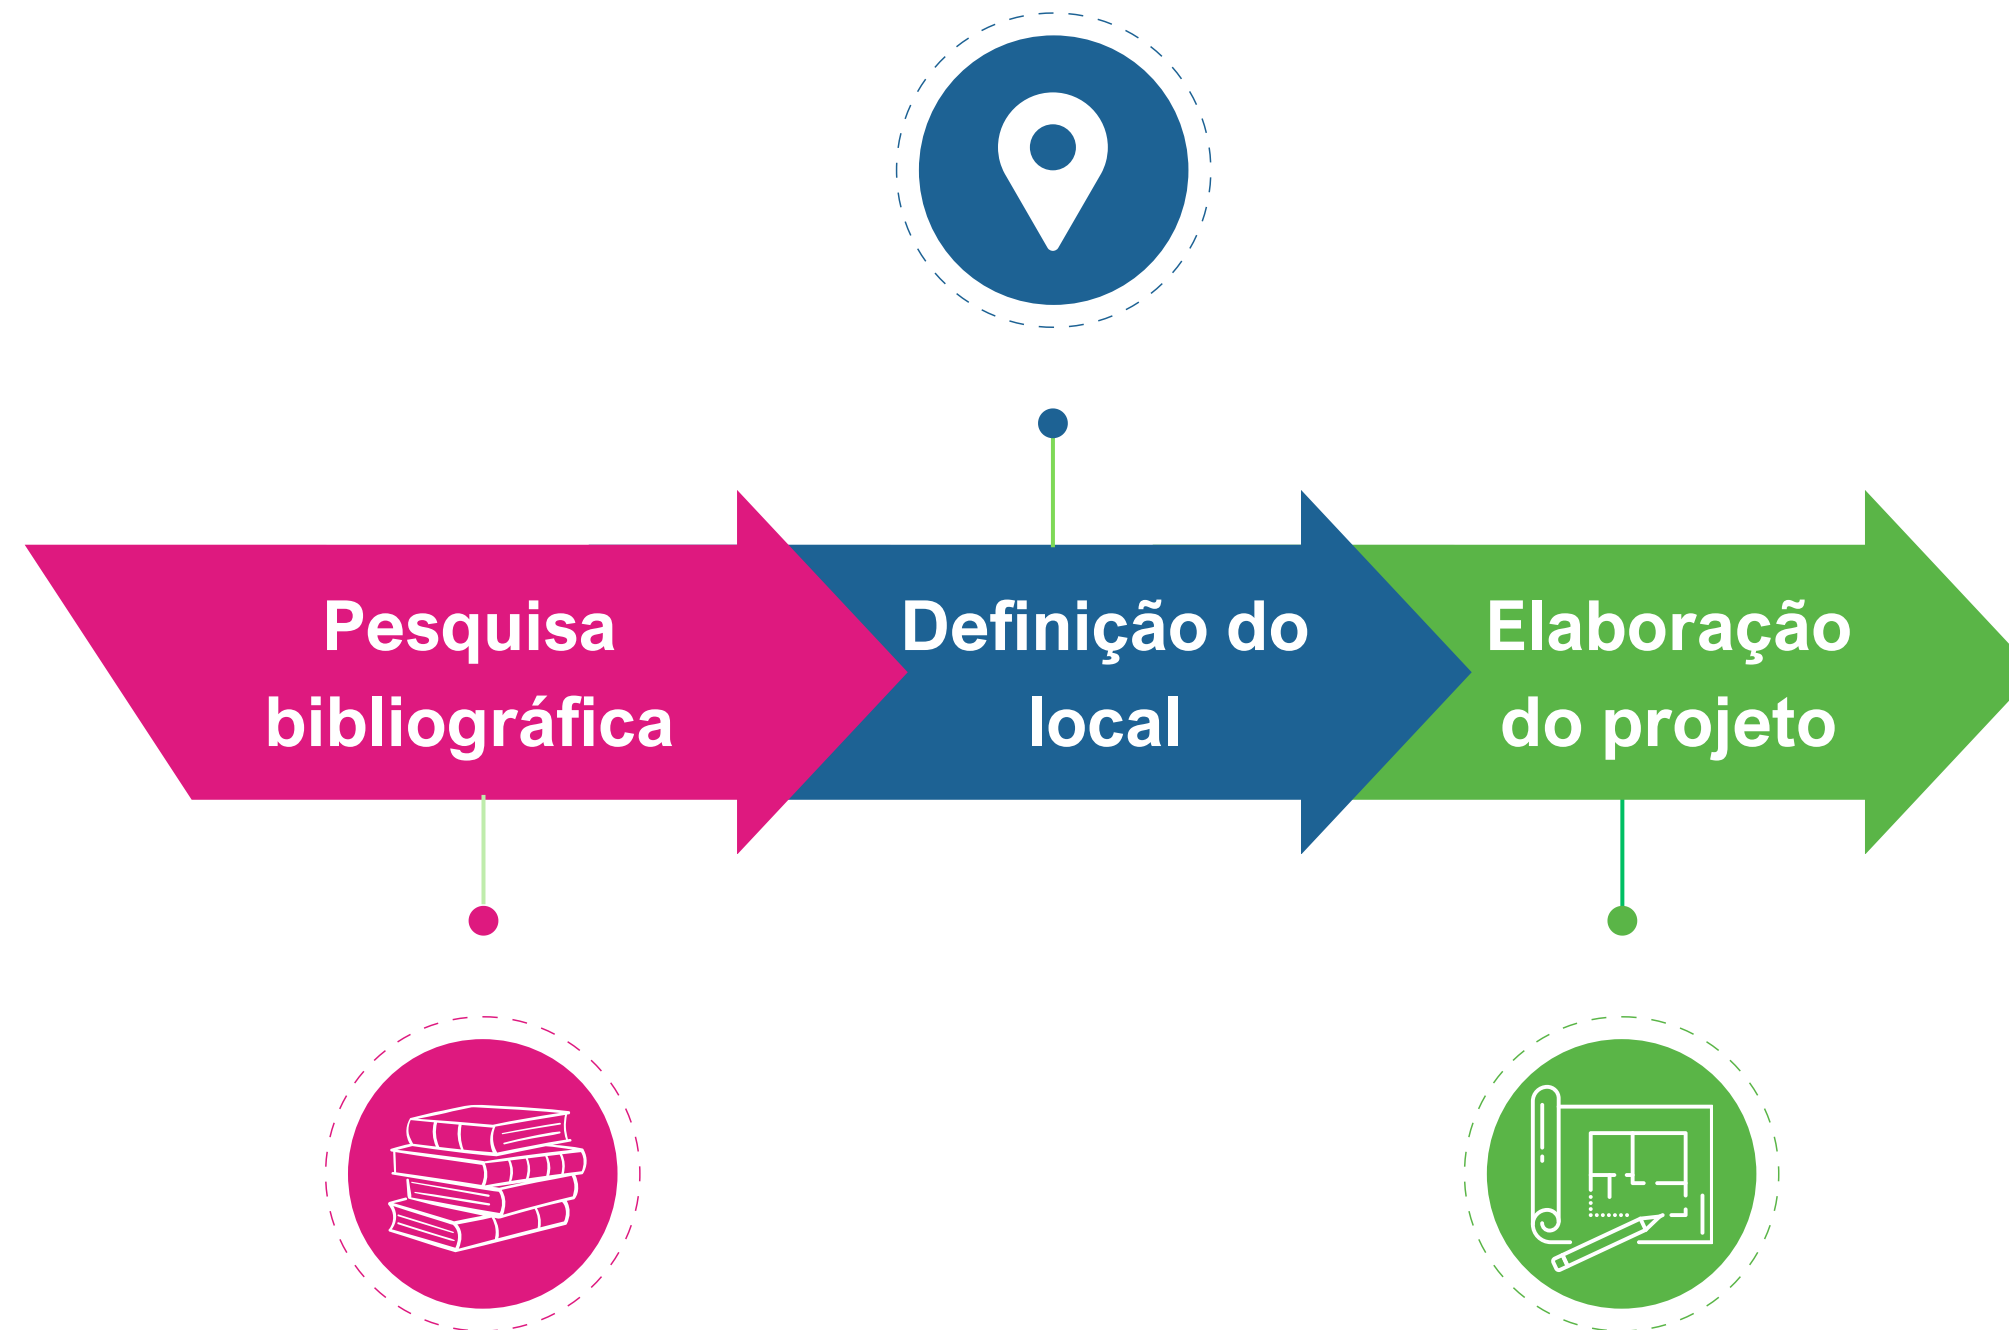 Pesquisa
bibliográfica
Definição do
local
Elaboração
do projeto